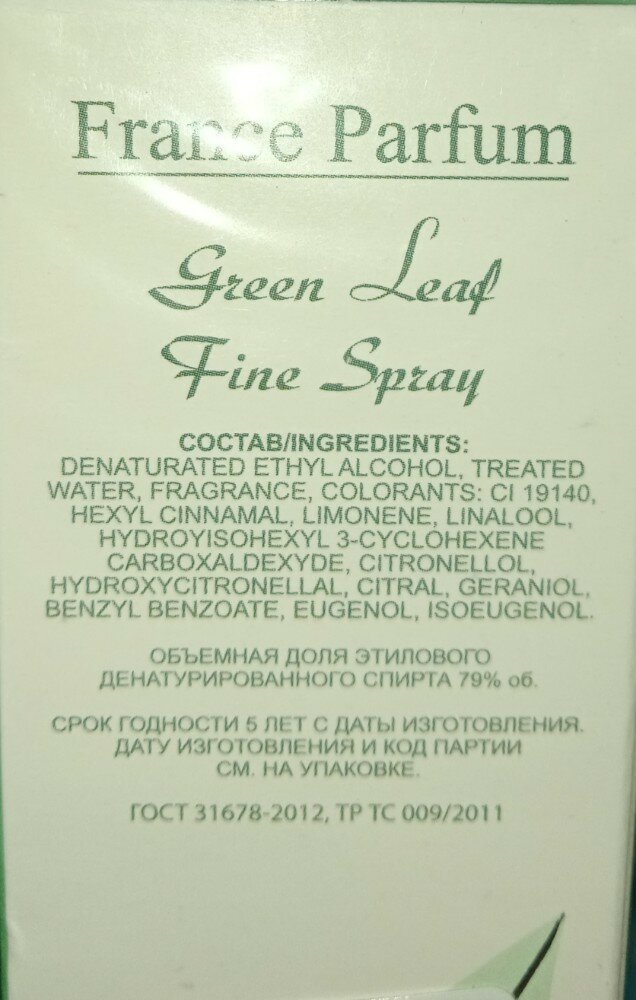 France Parfum
Green Leaf
Fine Spray
СОСТАВ/INGREDIENTS:
DENATURATED ETHYL ALCOHOL, TREATED
WATER, FRAGRANCE, COLORANTS: CI 19140,
HEXYL CINNAMAL, LIMONENE, LINALOOL,
HYDROYISOHEXYL 3-CYCLOHEXENE
CARBOXALDEXYDE, CITRONELLOL,
HYDROXYCITRONELLAL, CITRAL, GERANIOL,
BENZYL BENZOATE, EUGENOL, ISOEUGENOL.
ОБЪЕМНАЯ ДОЛЯ ЭТИЛОВОГО
ДЕНАТУРИРОВАННОГО СПИРТА 79% об.
СРОК ГОДНОСТИ 5 ЛЕТ С ДАТЫ ИЗГОТОВЛЕНИЯ.
ДАТУ ИЗГОТОВЛЕНИЯ И КОД ПАРТИИ
СМ. НА УПАКОВКЕ.
ГОСТ 31678-2012, ТР ТС 009/2011